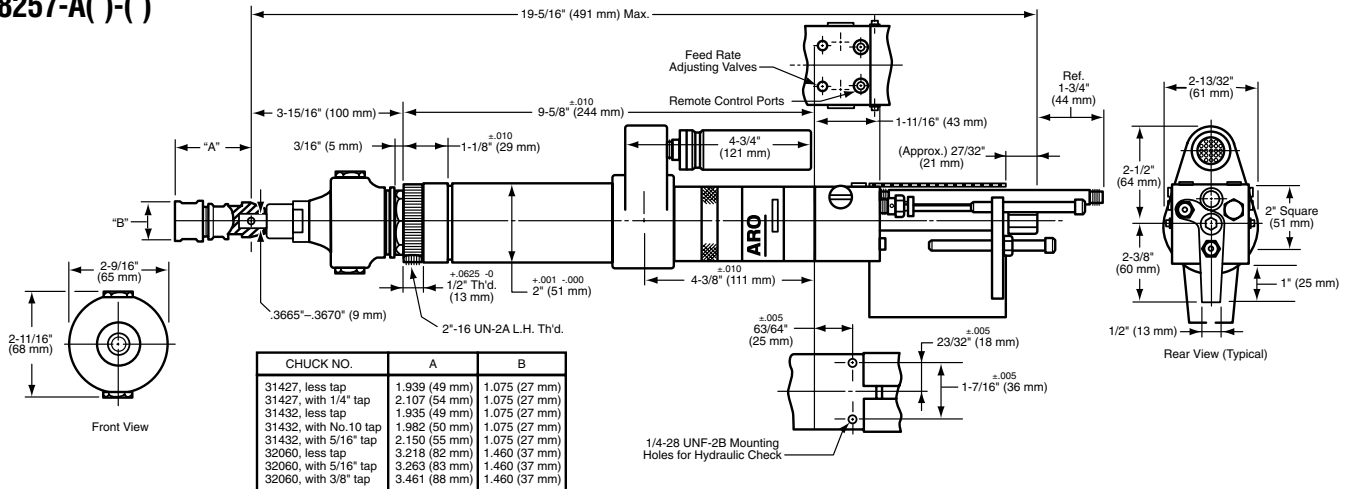 8257-A( )-( )
19-5/16" (491 mm) Max.
Feed Rate
Adjusting Valves
Remote Control Ports
Ref.
1-3/4"
(44 mm)
2-13/32"
(61 mm)
3-15/16" (100 mm)
±.010
9-5/8" (244 mm)
1-11/16" (43 mm)
"A"
3/16" (5 mm)
±.010
1-1/8" (29 mm)
4-3/4"
(121 mm)
(Approx.) 27/32"
(21 mm)
2-1/2"
(64 mm)
"B"
ARO
2" Square
(51 mm)
2-9/16"
(65 mm)
+.0625 -0
1/2" Th'd.
(13 mm)
+.001 -.000
2" (51 mm)
±.010
4-3/8" (111 mm)
2-3/8"
(60 mm)
1" (25 mm)
.3665"–.3670" (9 mm)
2"-16 UN-2A L.H. Th'd.
±.005
63/64"
(25 mm)
±.005
23/32" (18 mm)
1/2" (13 mm)
2-11/16"
(68 mm)
±.005
1-7/16" (36 mm)
Rear View (Typical)
Front View
1/4-28 UNF-2B Mounting
Holes for Hydraulic Check
CHUCK NO. A B
31427, less tap 1.939 (49 mm) 1.075 (27 mm)
31427, with 1/4" tap 2.107 (54 mm) 1.075 (27 mm)
31432, less tap 1.935 (49 mm) 1.075 (27 mm)
31432, with No.10 tap 1.982 (50 mm) 1.075 (27 mm)
31432, with 5/16" tap 2.150 (55 mm) 1.075 (27 mm)
32060, less tap 3.218 (82 mm) 1.460 (37 mm)
32060, with 5/16" tap 3.263 (83 mm) 1.460 (37 mm)
32060, with 3/8" tap 3.461 (88 mm) 1.460 (37 mm)